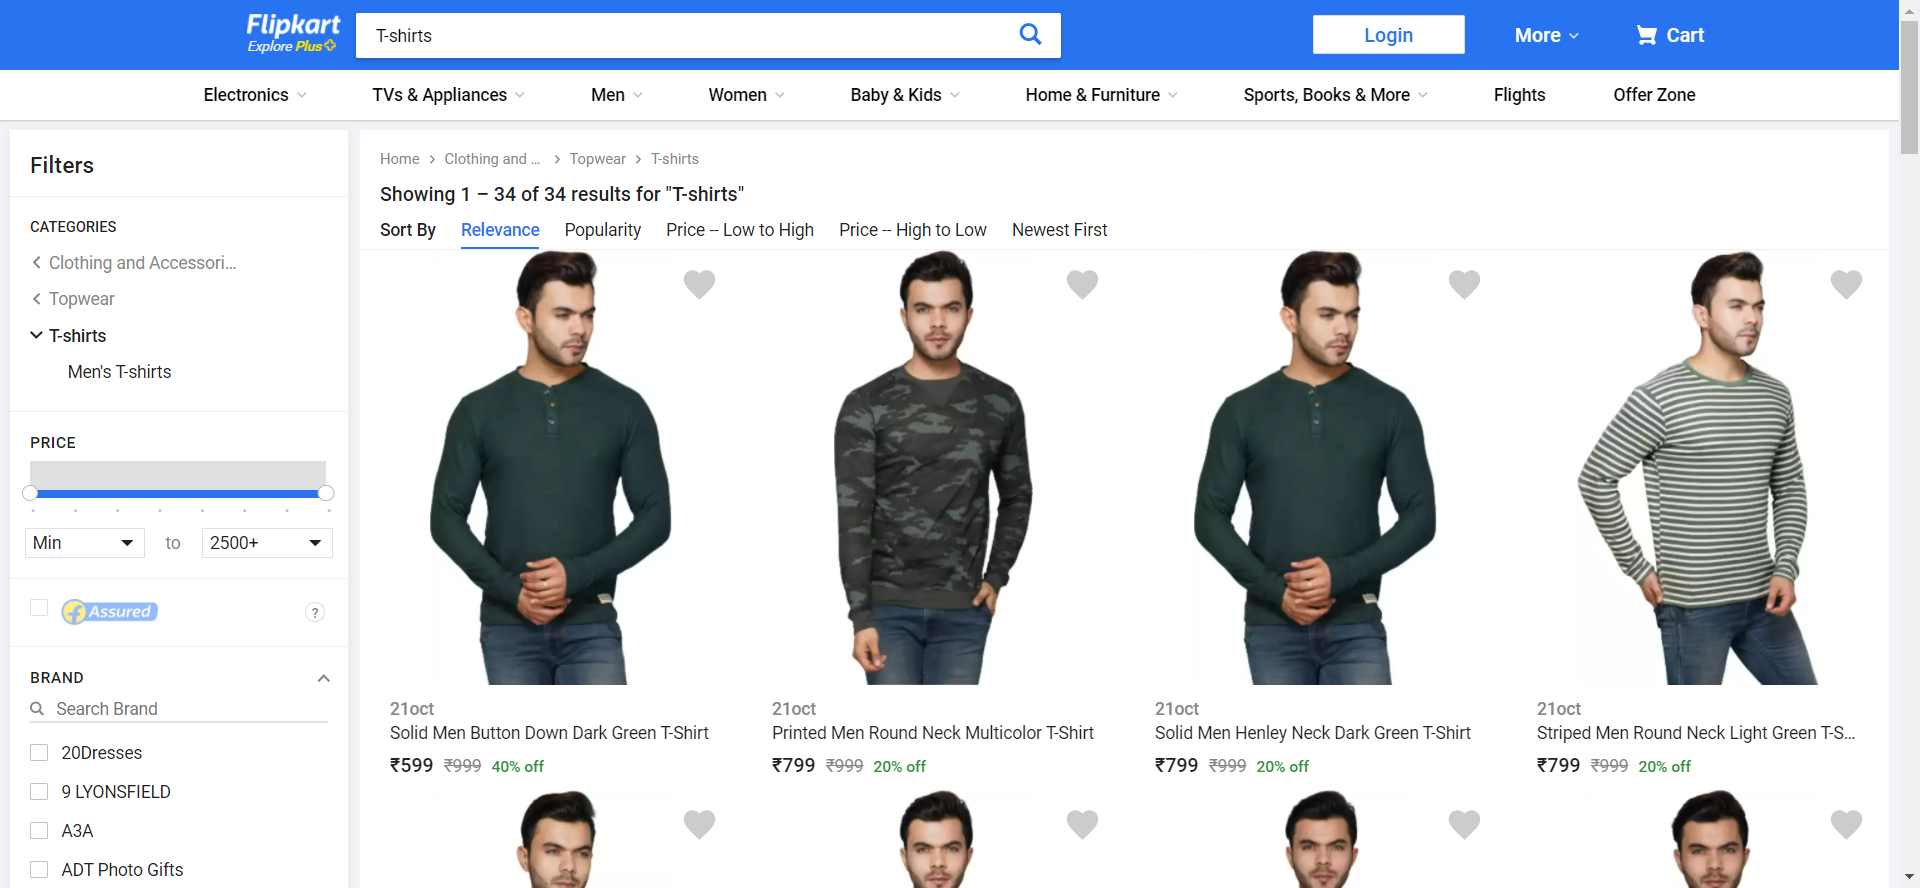 Flipkart
Explore Plus
T-shirts
Login
More
Cart
Electronics
TVs & Appliances
Men
Women
Baby & Kids
Home & Furniture
Sports, Books & More
Flights
Offer Zone
Filters
CATEGORIES
Clothing and Accessori...
Topwear
T-shirts
Men's T-shirts
PRICE
Min
to
2500+
Assured
?
BRAND
Search Brand
20Dresses
9 LYONSFIELD
A3A
ADT Photo Gifts
Home
Clothing and ...
Topwear
T-shirts
Showing 1 – 34 of 34 results for "T-shirts"
Sort By
Relevance
Popularity
Price -- Low to High
Price -- High to Low
Newest First
21oct
Solid Men Button Down Dark Green T-Shirt
₹599 ₹999 40% off
21oct
Printed Men Round Neck Multicolor T-Shirt
₹799 ₹999 20% off
21oct
Solid Men Henley Neck Dark Green T-Shirt
₹799 ₹999 20% off
21oct
Striped Men Round Neck Light Green T-S...
₹799 ₹999 20% off